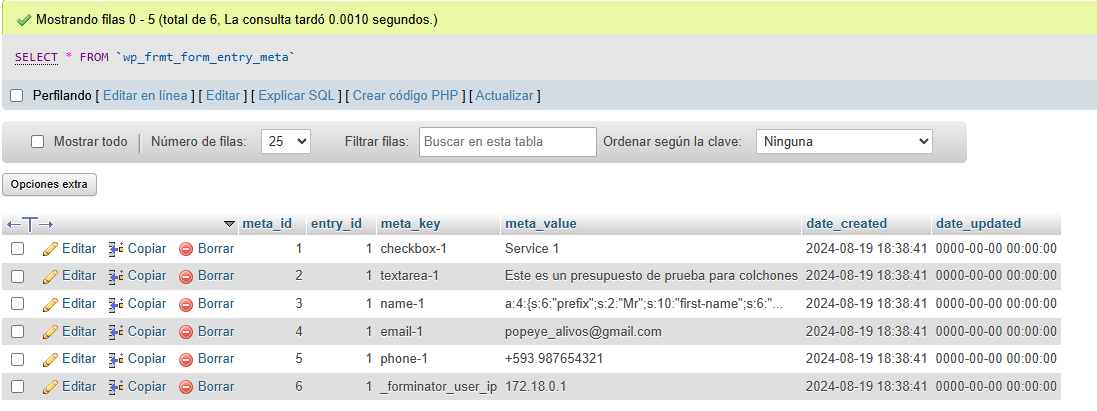 Mostrando filas 0 - 5 (total de 6, La consulta tardó 0.0010 segundos.)
SELECT * FROM `wp_frmt_form_entry_meta`
Perfilando [ Editar en línea ] [ Editar ] [ Explicar SQL ] [ Crear código PHP ] [ Actualizar ]
Mostrar todo Número de filas: 25 Filtrar filas: Buscar en esta tabla Ordenar según la clave: Ninguna
Opciones extra
meta_id entry_id meta_key meta_value date_created date_updated
Editar Copiar Borrar 1 1 checkbox-1 Service 1 2024-08-19 18:38:41 0000-00-00 00:00:00
Editar Copiar Borrar 2 1 textarea-1 Este es un presupuesto de prueba para colchones 2024-08-19 18:38:41 0000-00-00 00:00:00
Editar Copiar Borrar 3 1 name-1 a:4:{s:6:"prefix";s:2:"Mr";s:10:"first-name";s:6:"... 2024-08-19 18:38:41 0000-00-00 00:00:00
Editar Copiar Borrar 4 1 email-1 popeye_alivos@gmail.com 2024-08-19 18:38:41 0000-00-00 00:00:00
Editar Copiar Borrar 5 1 phone-1 +593 987654321 2024-08-19 18:38:41 0000-00-00 00:00:00
Editar Copiar Borrar 6 1 _forminator_user_ip 172.18.0.1 2024-08-19 18:38:41 0000-00-00 00:00:00